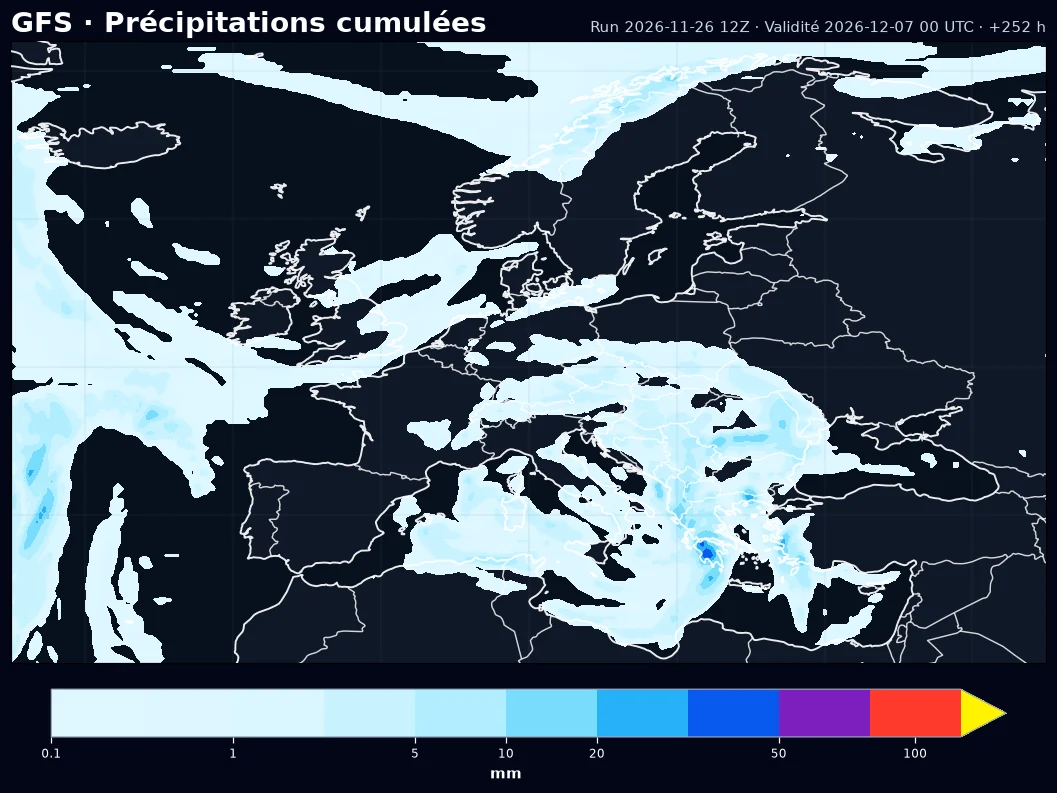 GFS · Précipitations cumulées
Run 2026-11-26 12Z · Validité 2026-12-07 00 UTC · +252 h
0.1 1 5 10 20 50 100
mm